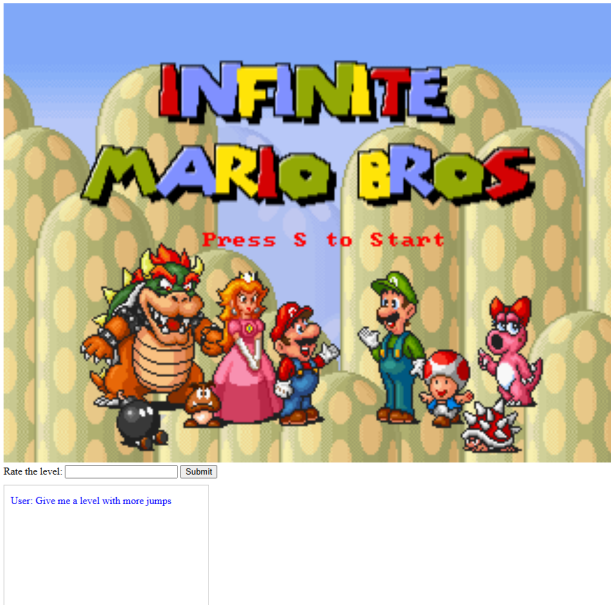 INFINITE
MARIO BROS
Press S to Start
Rate the level: Submit
User: Give me a level with more jumps